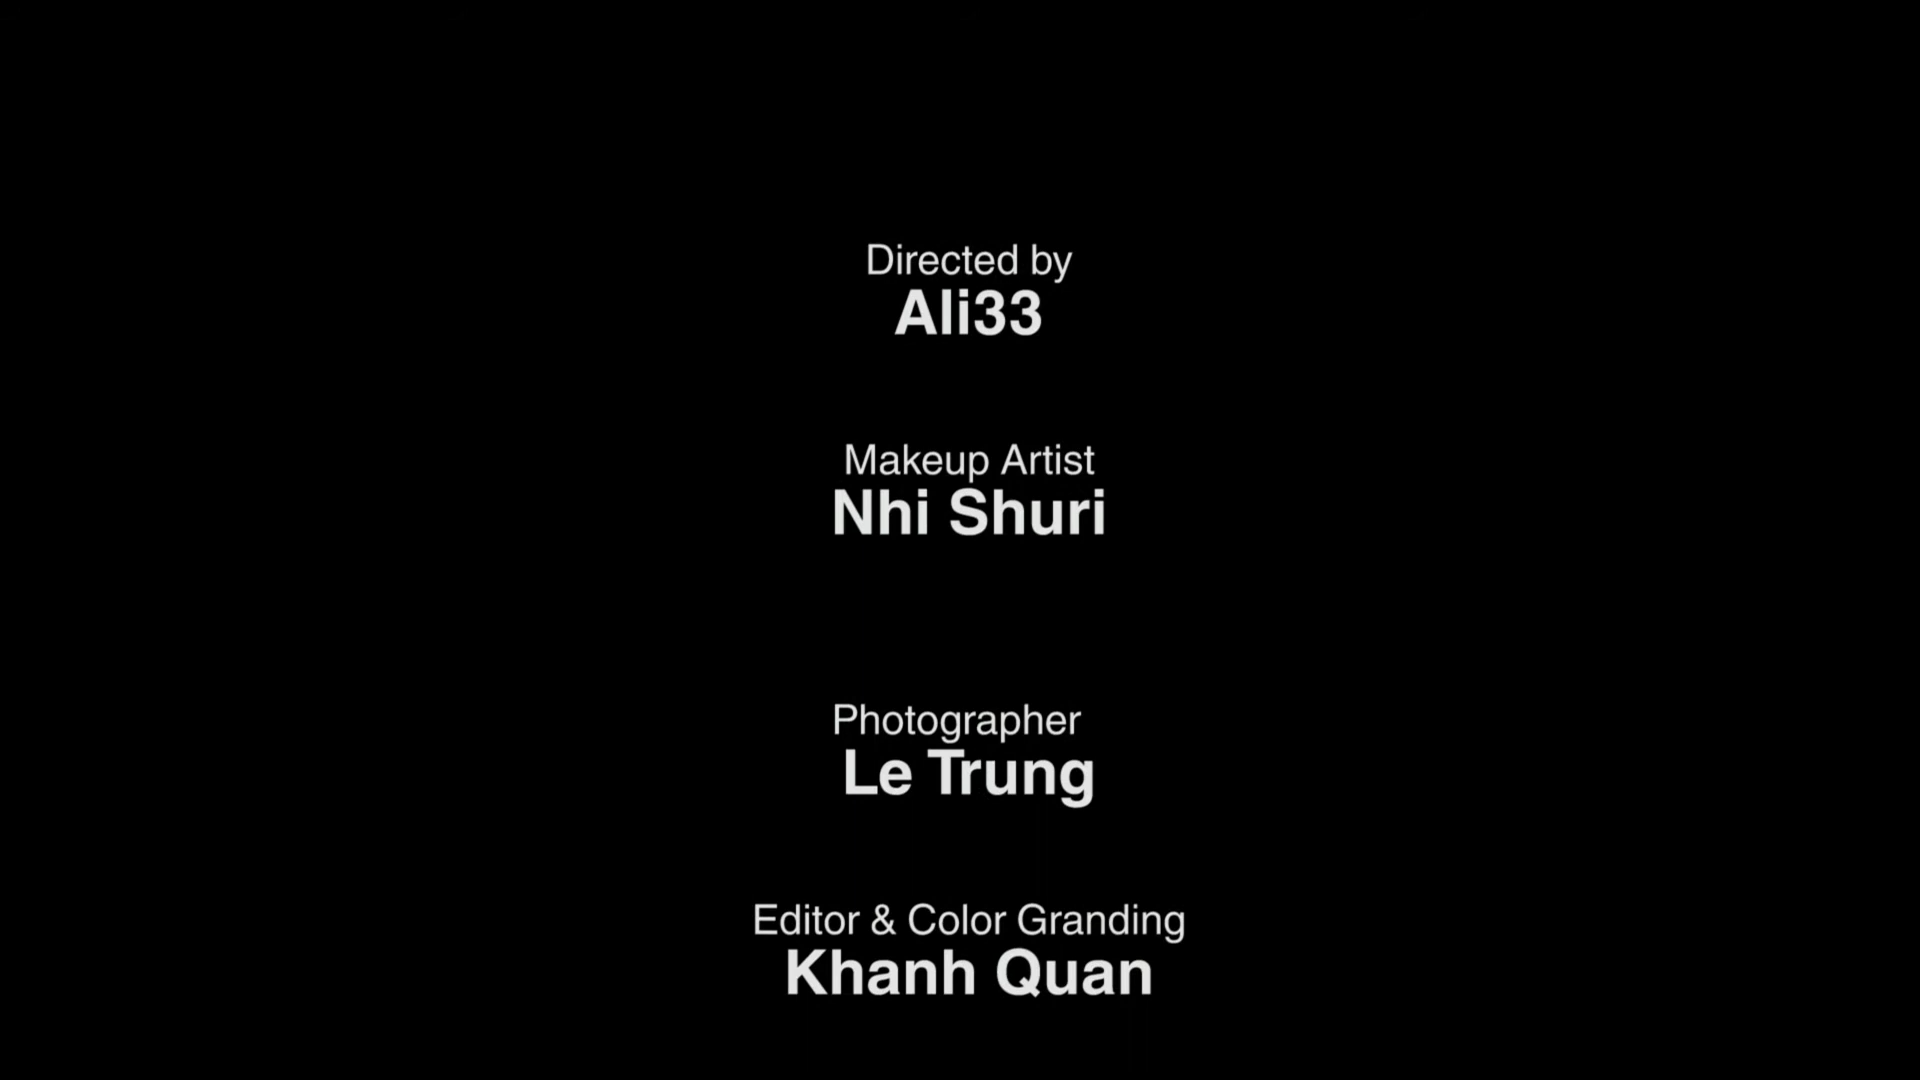 Directed by
Ali33
Makeup Artist
Nhi Shuri
Photographer
Le Trung
Editor & Color Granding
Khanh Quan